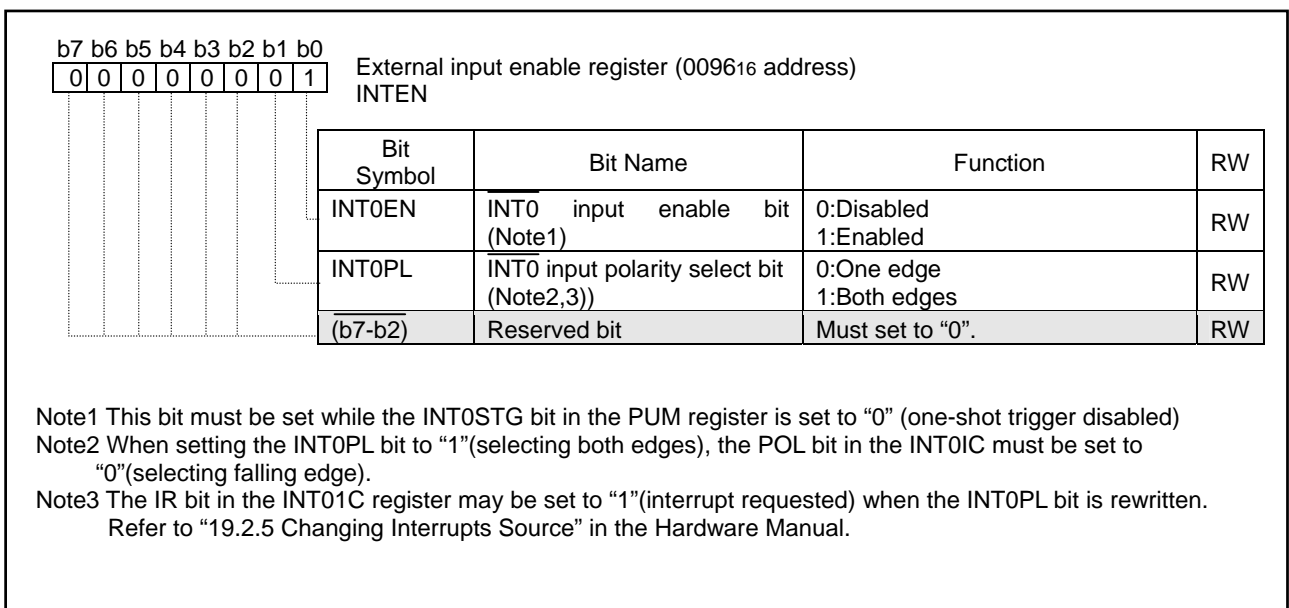 b7 b6 b5 b4 b3 b2 b1 b0
0 0 0 0 0 0 0 1
External input enable register (009616 address)
INTEN
Bit Symbol Bit Name Function RW
INT0EN INT0 input enable bit (Note1) 0:Disabled 1:Enabled RW
INT0PL INT0 input polarity select bit (Note2,3)) 0:One edge 1:Both edges RW
(b7-b2) Reserved bit Must set to “0”. RW
Note1 This bit must be set while the INT0STG bit in the PUM register is set to “0” (one-shot trigger disabled)
Note2 When setting the INT0PL bit to “1”(selecting both edges), the POL bit in the INT0IC must be set to
“0”(selecting falling edge).
Note3 The IR bit in the INT01C register may be set to “1”(interrupt requested) when the INT0PL bit is rewritten.
Refer to “19.2.5 Changing Interrupts Source” in the Hardware Manual.